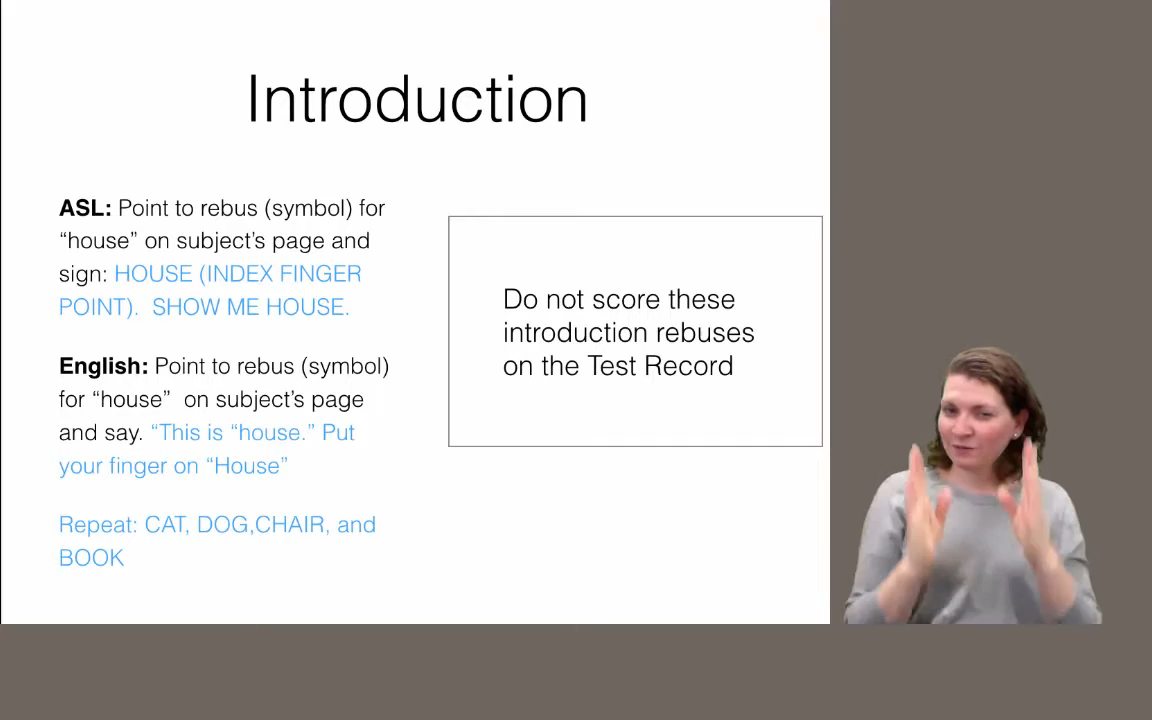 Introduction
ASL: Point to rebus (symbol) for
“house” on subject’s page and
sign: HOUSE (INDEX FINGER
POINT).  SHOW ME HOUSE.
English: Point to rebus (symbol)
for “house”  on subject’s page
and say. “This is “house.” Put
your finger on “House”
Repeat: CAT, DOG,CHAIR, and
BOOK
Do not score these
introduction rebuses
on the Test Record